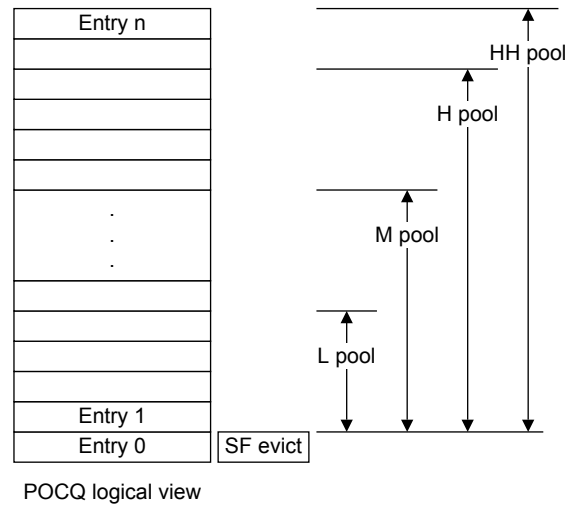 Entry n
HH pool
H pool
.
M pool
.
.
L pool
Entry 1
Entry 0 SF evict
POCQ logical view